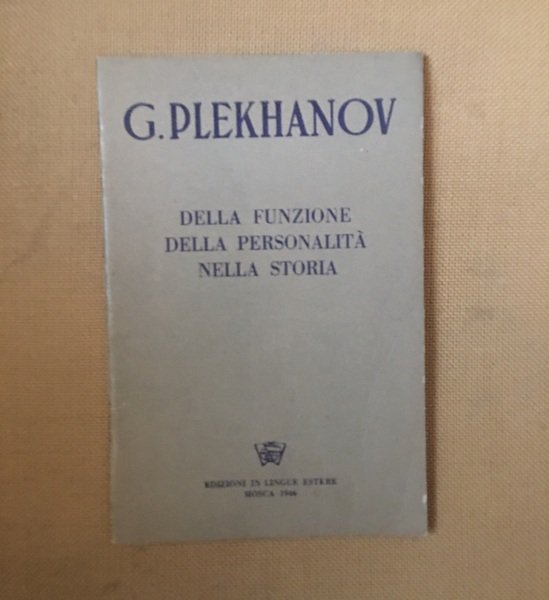 G. PLEKHANOV
DELLA FUNZIONE
DELLA PERSONALITÀ
NELLA STORIA
EDIZIONI IN LINGUE ESTERE
MOSCA 1946